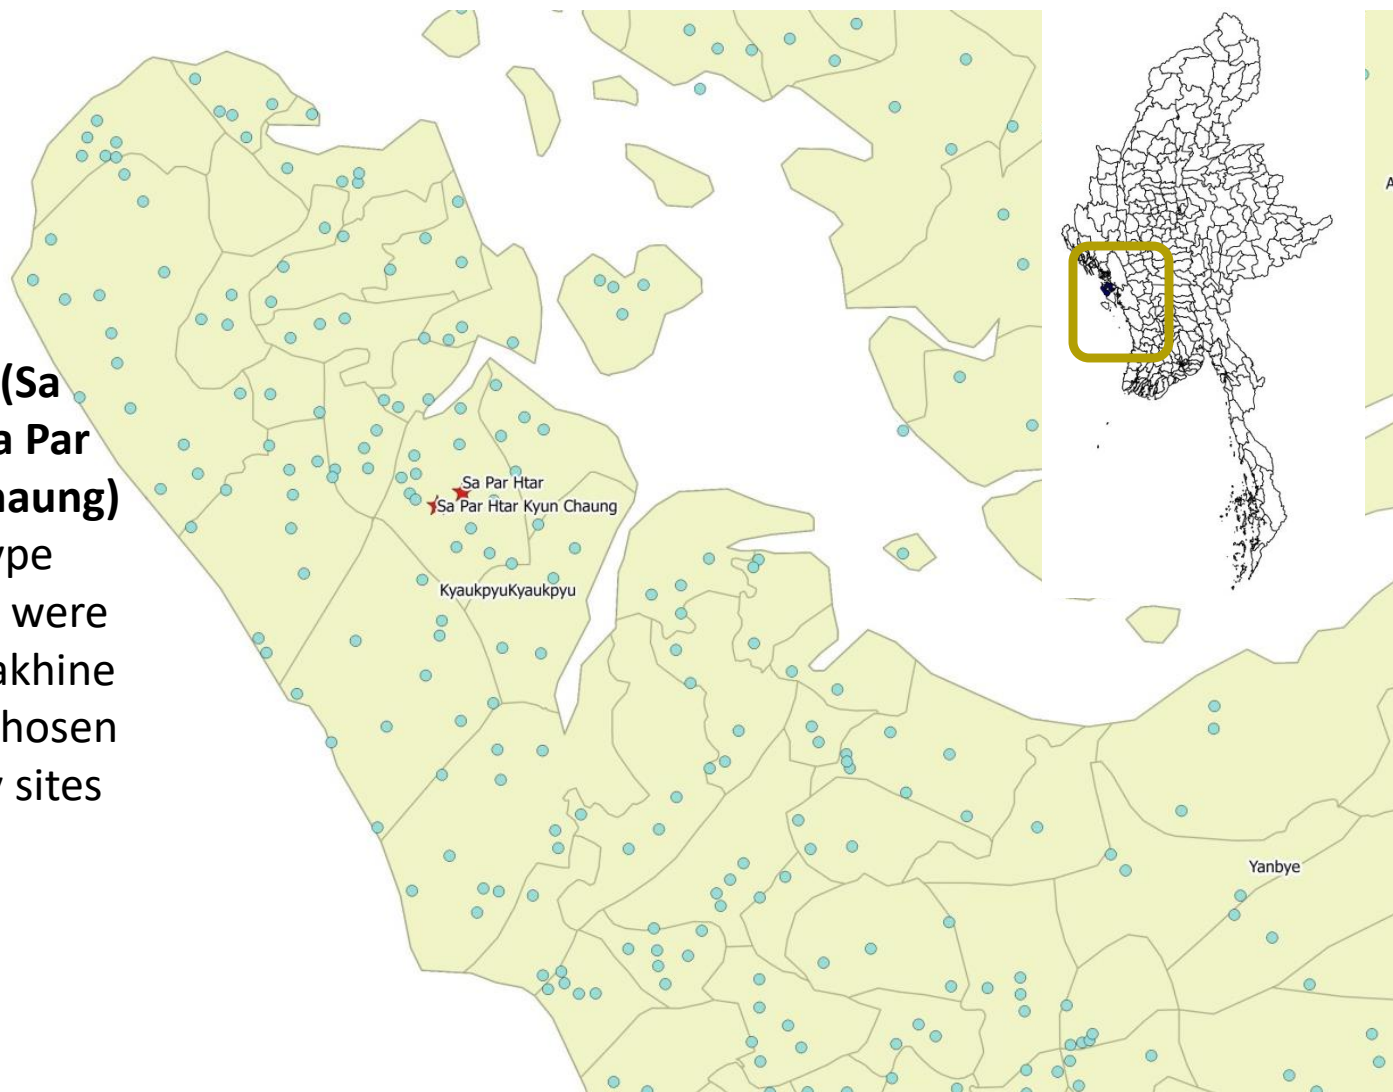 (Sa
a Par
haung)
ype
were
akhine
hosen
y sites
Sa Par Htar
Sa Par Htar Kyun Chaung
KyaukpyuKyaukpyu
Yanbye
A